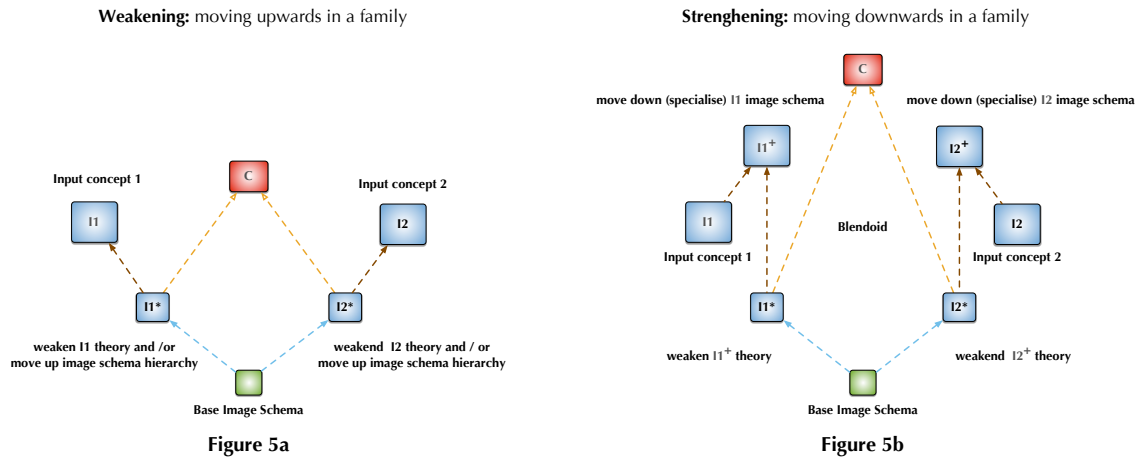 Weakening: moving upwards in a family
C
Input concept 1
Input concept 2
I1
I2
I1*
I2*
weaken I1 theory and /or
move up image schema hierarchy
weakend I2 theory and / or
move up image schema hierarchy
Base Image Schema
Figure 5a
Strenghening: moving downwards in a family
C
move down (specialise) I1 image schema
move down (specialise) I2 image schema
I1+
I2+
I1
I2
Blendoid
Input concept 1
Input concept 2
I1*
I2*
weaken I1+ theory
weakend I2+ theory
Base Image Schema
Figure 5b